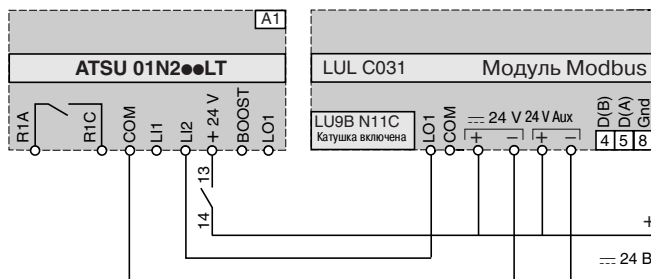 A1
ATSU 01N2●●LT
LUL C031 Модуль Modbus
R1A R1C COM LI1 LI2 + 24 V BOOST LO1
LU9B N11C
Катушка включена
LO1 COM
⎓ 24 V 24 V Aux
+ − + −
D(B) D(A) Gnd
4 5 8
13
14
+
⎓ 24 В